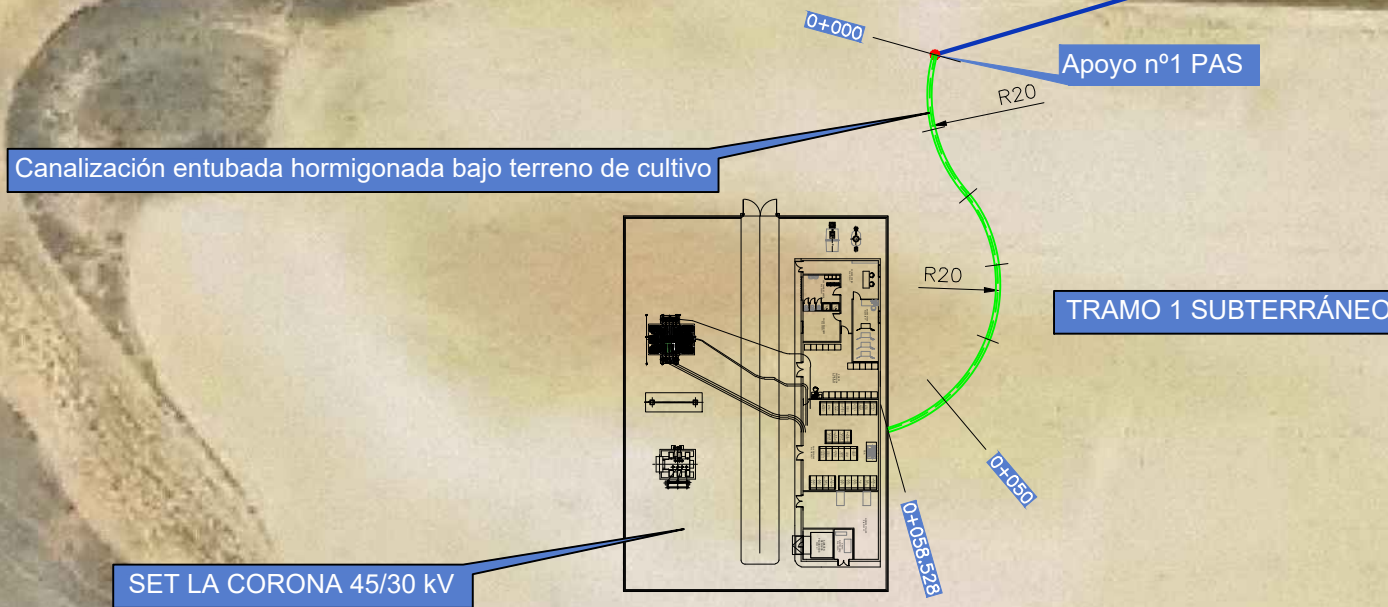 0+000
Apoyo nº1 PAS
R20
Canalización entubada hormigonada bajo terreno de cultivo
R20
TRAMO 1 SUBTERRÁNEO
0+050
0+058.528
SET LA CORONA 45/30 kV